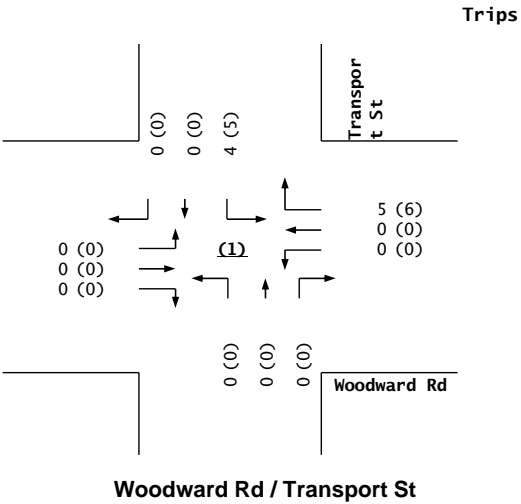 Trips
Transpor
t St
0 (0)
0 (0)
4 (5)
5 (6)
0 (0)
0 (0)
(1)
0 (0)
0 (0)
0 (0)
0 (0)
0 (0)
0 (0)
Woodward Rd
Woodward Rd / Transport St